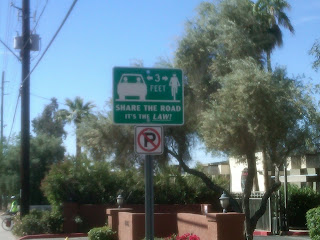 3
FEET
SHARE THE ROAD
IT'S THE LAW!
P